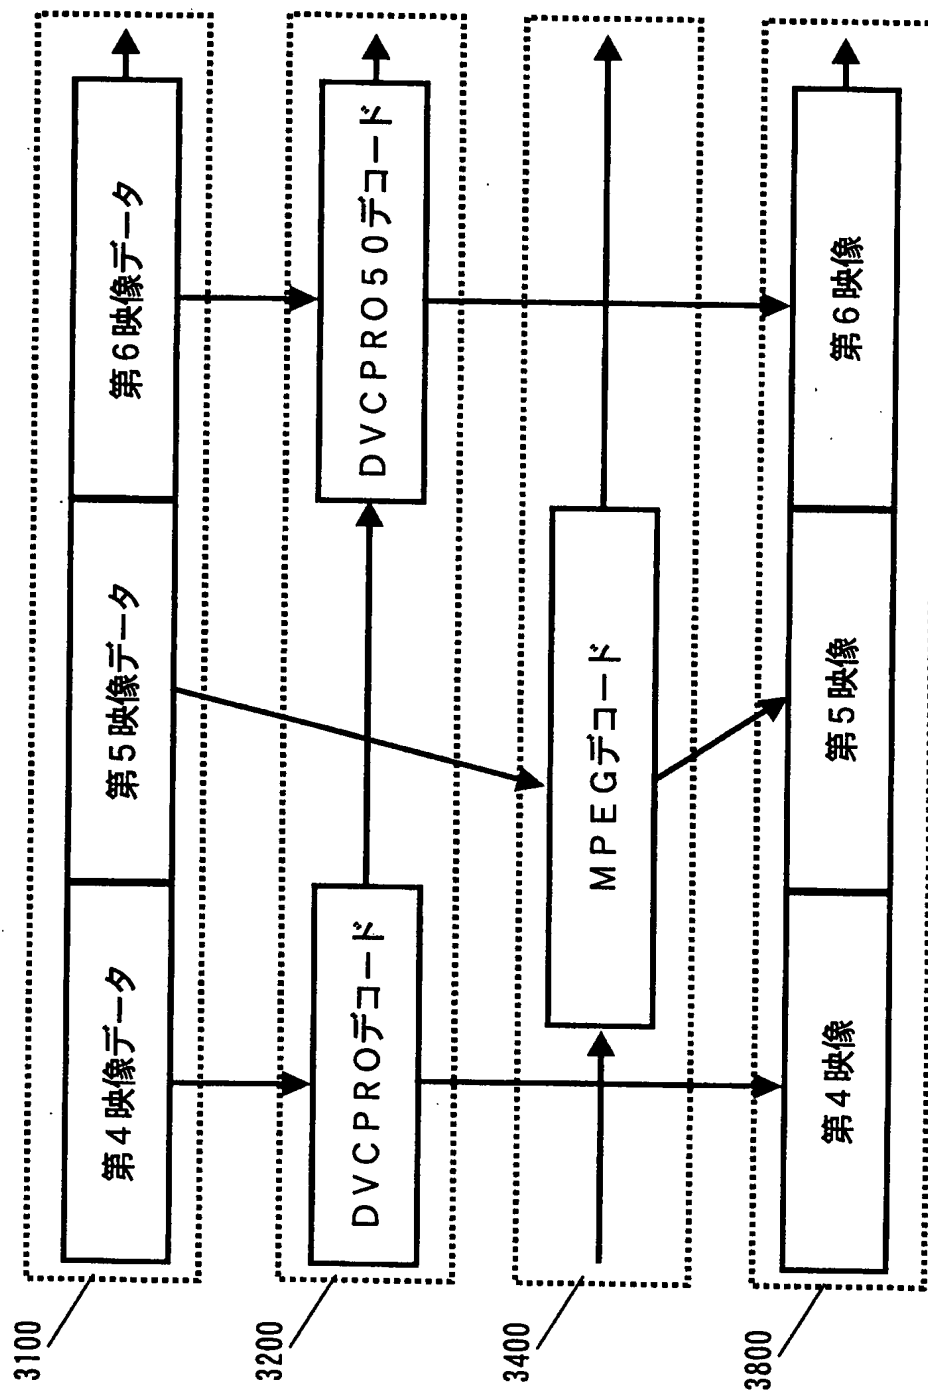 3100
第4映像データ
第5映像データ
第6映像データ
3200
DVCPROデコード
DVCPRO50デコード
3400
MPEGデコード
3800
第4映像
第5映像
第6映像